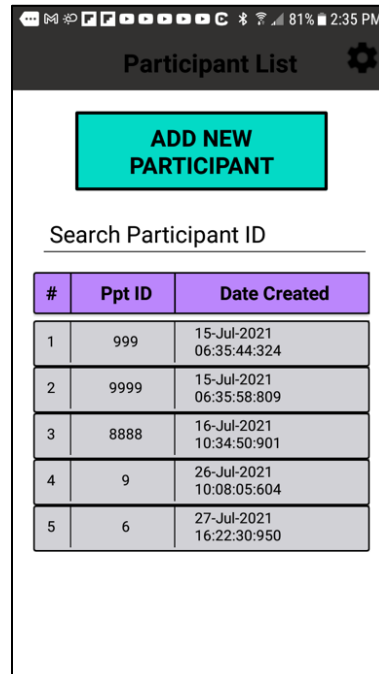 81% 2:35 PM
Participant List
ADD NEW
PARTICIPANT
Search Participant ID
# Ppt ID Date Created
1 999 15-Jul-2021
06:35:44:324
2 9999 15-Jul-2021
06:35:58:809
3 8888 16-Jul-2021
10:34:50:901
4 9 26-Jul-2021
10:08:05:604
5 6 27-Jul-2021
16:22:30:950